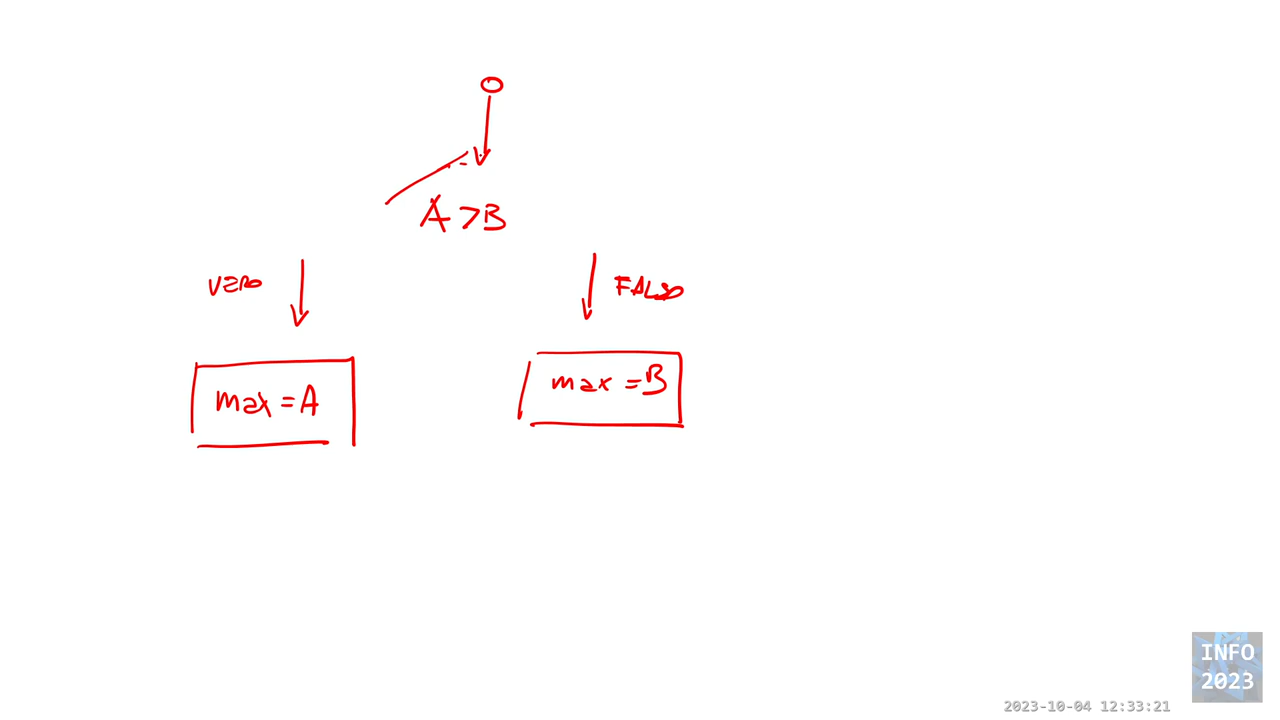 A > B
VERO
FALSO
max = A
max = B
INFO
2023
2023-10-04 12:33:21